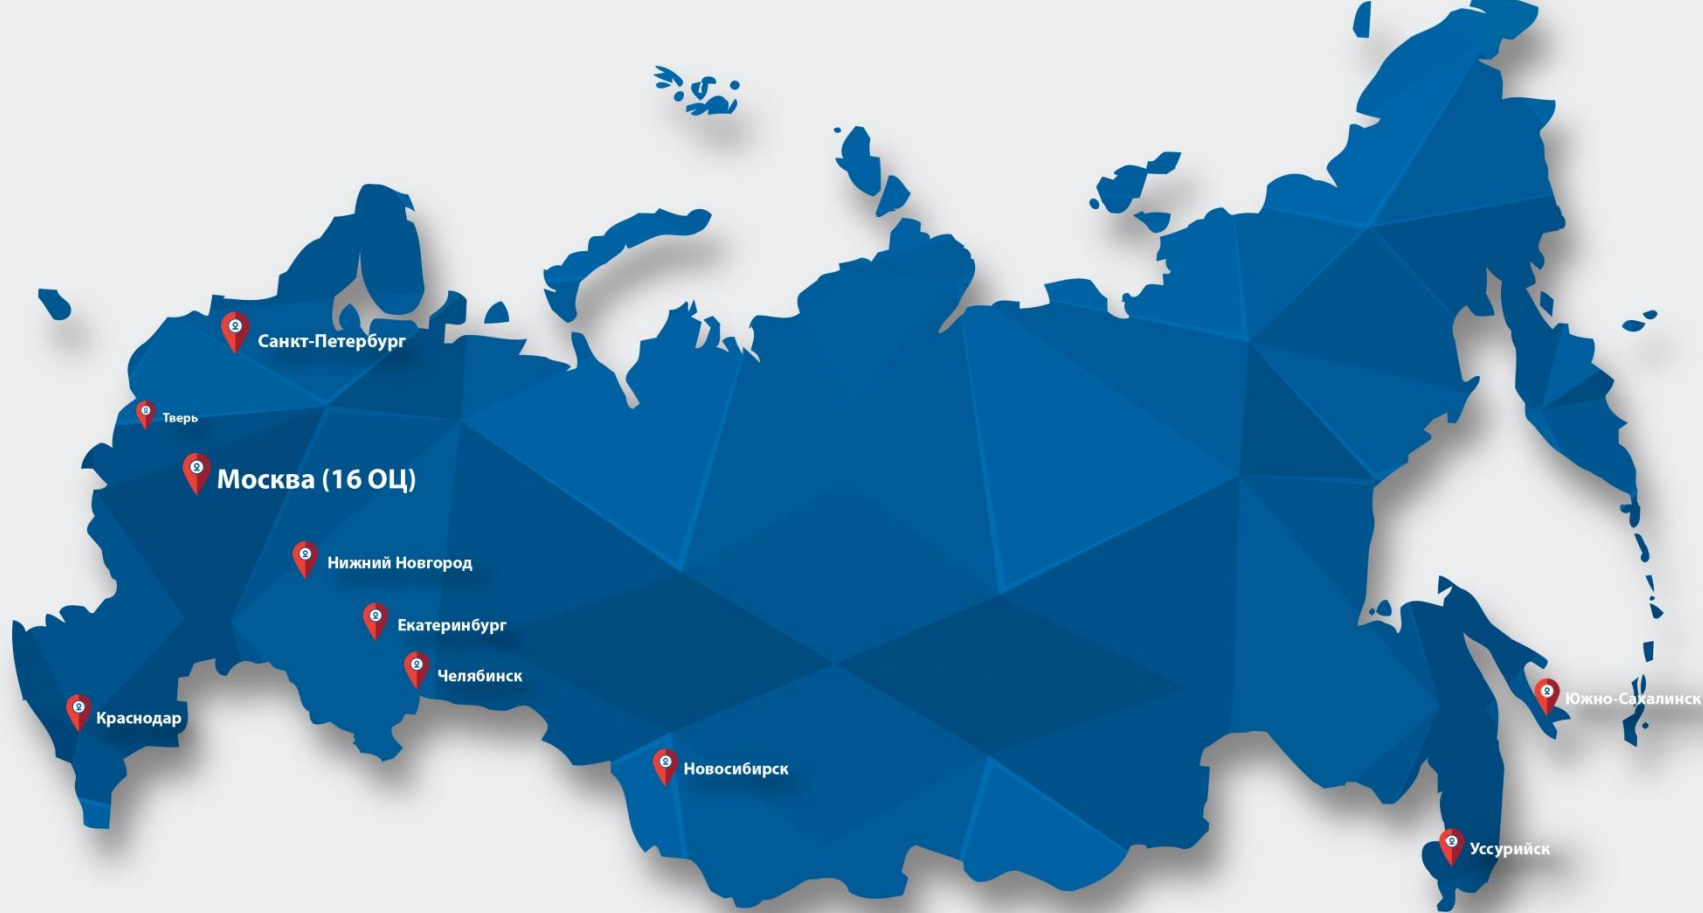 Санкт-Петербург
Тверь
Москва (16 ОЦ)
Нижний Новгород
Екатеринбург
Челябинск
Южно-Сахалинск
Краснодар
Новосибирск
Уссурийск